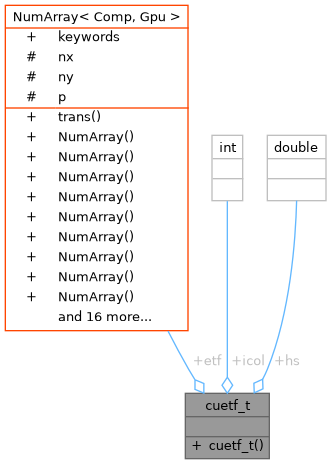 NumArray< Comp, Gpu >
+ keywords
# nx
# ny
# p
+ trans()
+ NumArray()
+ NumArray()
+ NumArray()
+ NumArray()
+ NumArray()
+ NumArray()
+ NumArray()
+ NumArray()
+ NumArray()
and 16 more...
int
double
+etf
+icol
+hs
cuetf_t
+ cuetf_t()